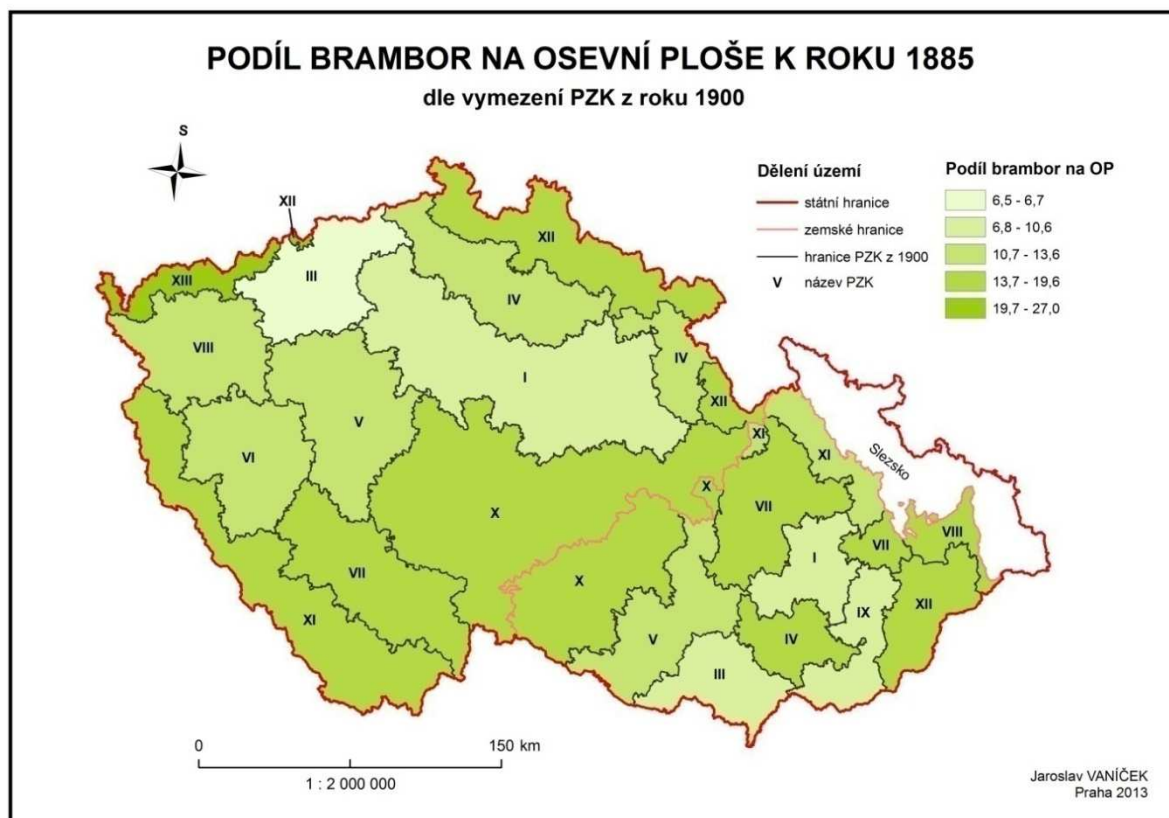 PODÍL BRAMBOR NA OSEVNÍ PLOŠE K ROKU 1885
dle vymezení PZK z roku 1900
S
Dělení území
státní hranice
zemské hranice
hranice PZK z 1900
V název PZK
Podíl brambor na OP
6,5 - 6,7
6,8 - 10,6
10,7 - 13,6
13,7 - 19,6
19,7 - 27,0
XII
XII
XIII
III
IV
VIII
I
IV
V
XII
VI
XI
XI
Slezsko
X
X
VII
VII
VIII
I
VII
X
XI
IX
XII
V
IV
III
0 150 km
1 : 2 000 000
Jaroslav VANÍČEK
Praha 2013